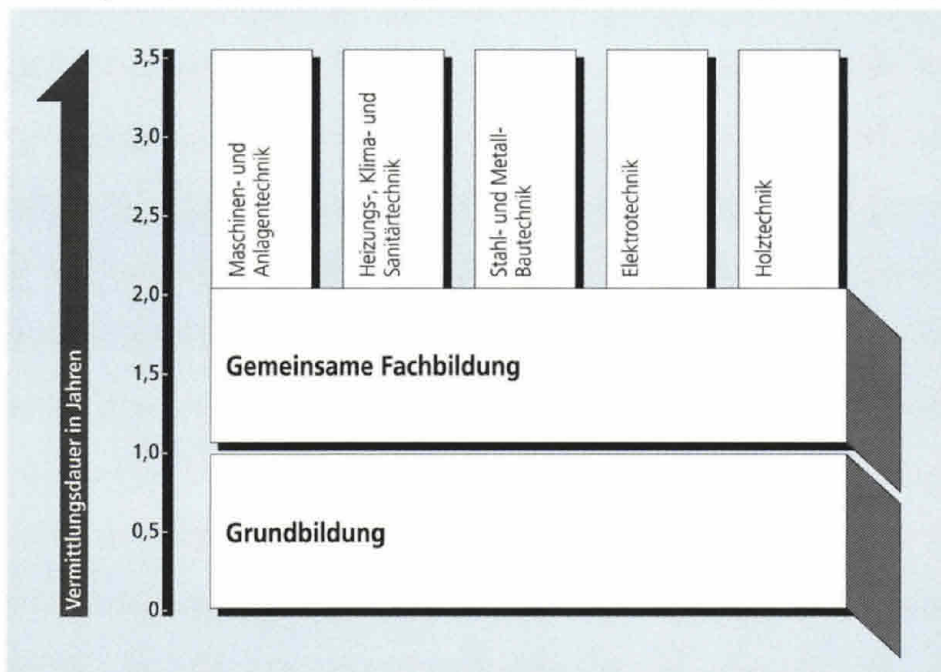 Vermittlungsdauer in Jahren
3,5-
3,0-
2,5-
2,0-
1,5-
1,0-
0,5-
0-
Maschinen- und
Anlagentechnik
Heizungs-, Klima- und
Sanitärtechnik
Stahl- und Metall-
Bautechnik
Elektrotechnik
Holztechnik
Gemeinsame Fachbildung
Grundbildung